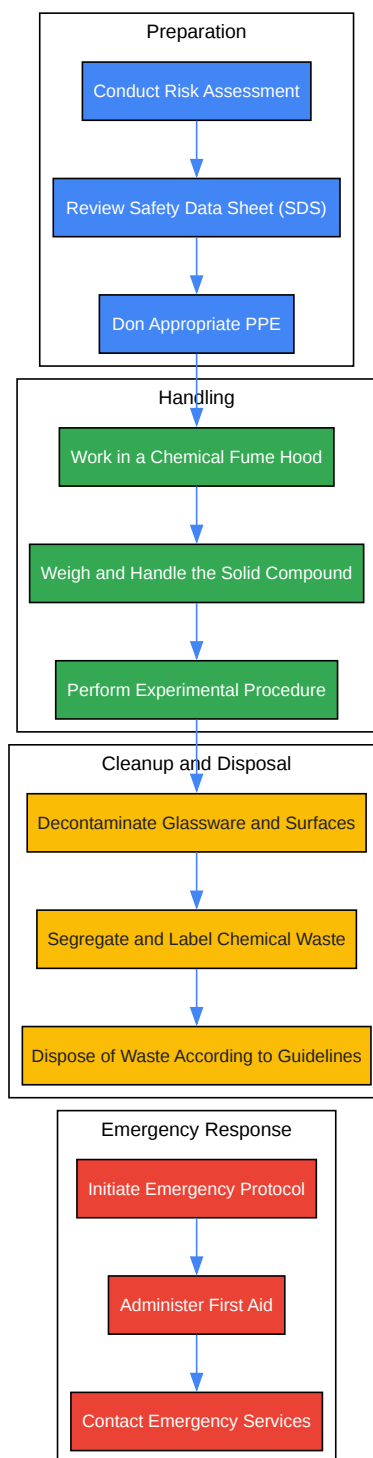 Preparation
Conduct Risk Assessment
Review Safety Data Sheet (SDS)
Don Appropriate PPE
Handling
Work in a Chemical Fume Hood
Weigh and Handle the Solid Compound
Perform Experimental Procedure
Cleanup and Disposal
Decontaminate Glassware and Surfaces
Segregate and Label Chemical Waste
Dispose of Waste According to Guidelines
Emergency Response
Initiate Emergency Protocol
Administer First Aid
Contact Emergency Services